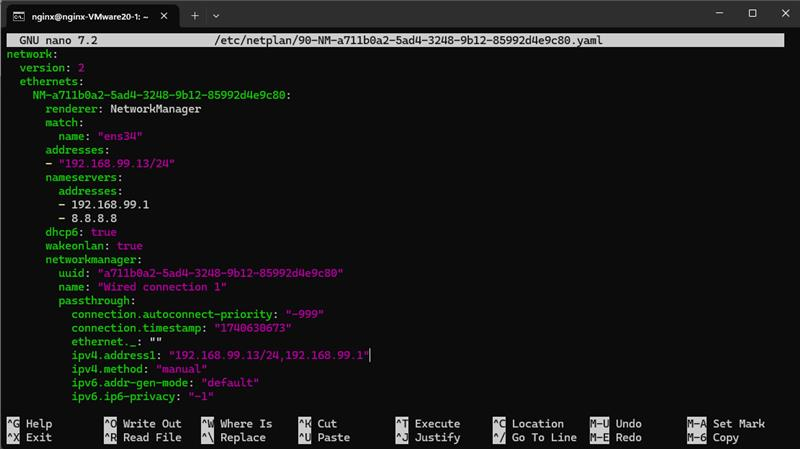 nginx@nginx-VMware20-1: ~
GNU nano 7.2 /etc/netplan/90-NM-a711b0a2-5ad4-3248-9b12-85992d4e9c80.yaml
network:
  version: 2
  ethernets:
    NM-a711b0a2-5ad4-3248-9b12-85992d4e9c80:
      renderer: NetworkManager
      match:
        name: "ens34"
      addresses:
      - "192.168.99.13/24"
      nameservers:
        addresses:
        - 192.168.99.1
        - 8.8.8.8
      dhcp6: true
      wakeonlan: true
      networkmanager:
        uuid: "a711b0a2-5ad4-3248-9b12-85992d4e9c80"
        name: "Wired connection 1"
        passthrough:
          connection.autoconnect-priority: "-999"
          connection.timestamp: "1740630673"
          ethernet._: ""
          ipv4.address1: "192.168.99.13/24,192.168.99.1"
          ipv4.method: "manual"
          ipv6.addr-gen-mode: "default"
          ipv6.ip6-privacy: "-1"
^G Help ^O Write Out ^W Where Is ^K Cut ^T Execute ^C Location M-U Undo M-A Set Mark
^X Exit ^R Read File ^\ Replace ^U Paste ^J Justify ^/ Go To Line M-E Redo M-6 Copy